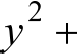 y² +